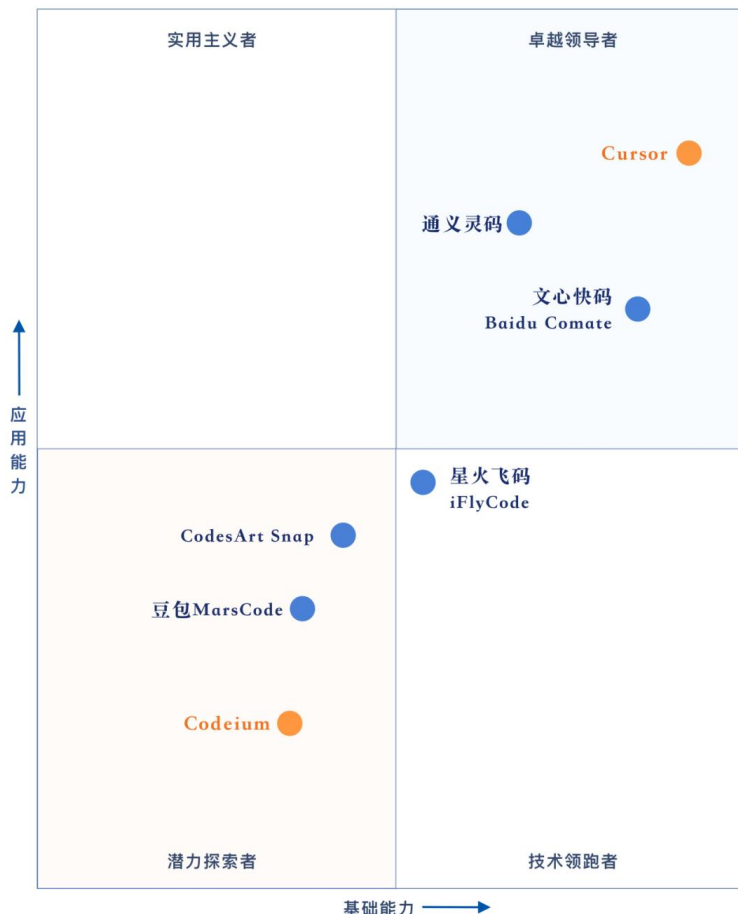 实用主义者
卓越领导者
Cursor
通义灵码
文心快码
Baidu Comate
应用能力
星火飞码
iFlyCode
CodesArt Snap
豆包MarsCode
Codeium
潜力探索者
技术领跑者
基础能力